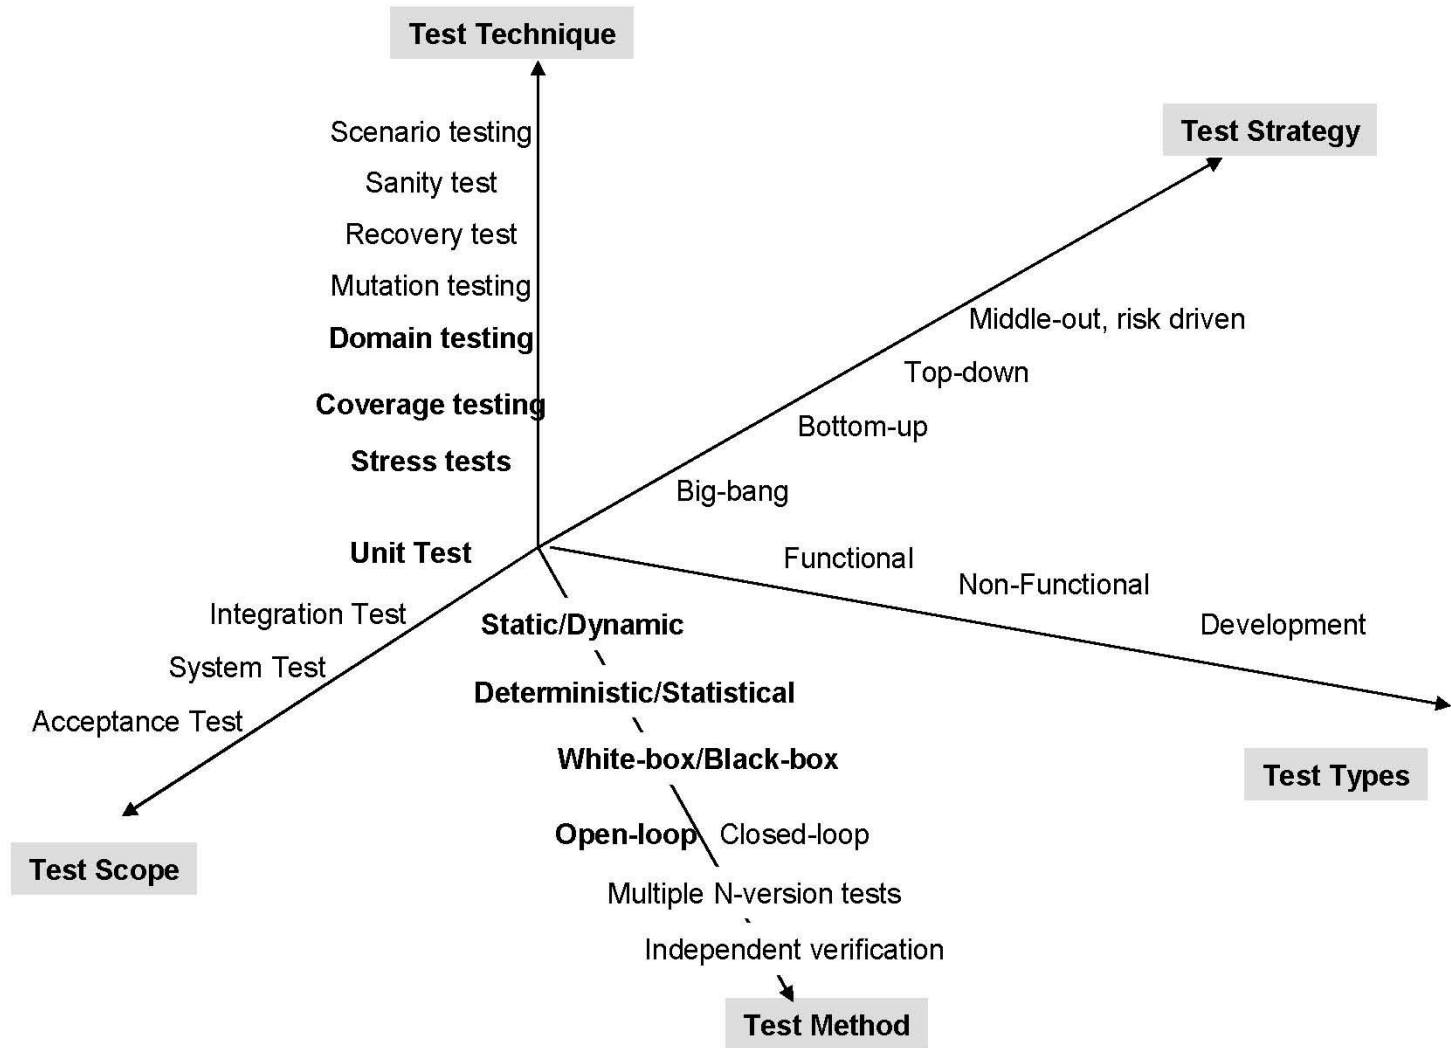 Test Technique
Scenario testing
Sanity test
Recovery test
Mutation testing
Domain testing
Coverage testing
Stress tests
Test Strategy
Middle-out, risk driven
Top-down
Bottom-up
Big-bang
Functional
Non-Functional
Development
Test Types
Unit Test
Integration Test
System Test
Acceptance Test
Test Scope
Static/Dynamic
Deterministic/Statistical
White-box/Black-box
Open-loop Closed-loop
Multiple N-version tests
Independent verification
Test Method